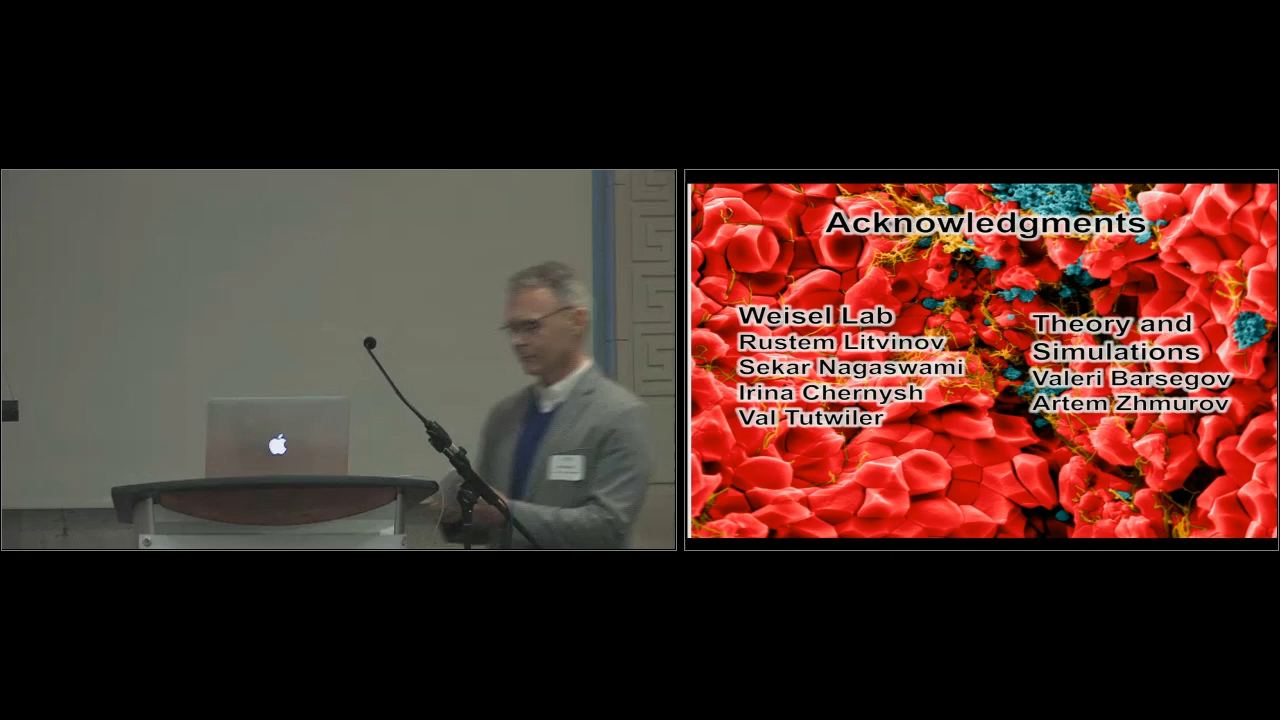 Acknowledgments
Weisel Lab
Rustem Litvinov
Sekar Nagaswami
Irina Chernysh
Val Tutwiler
Theory and
Simulations
Valeri Barsegov
Artem Zhmurov